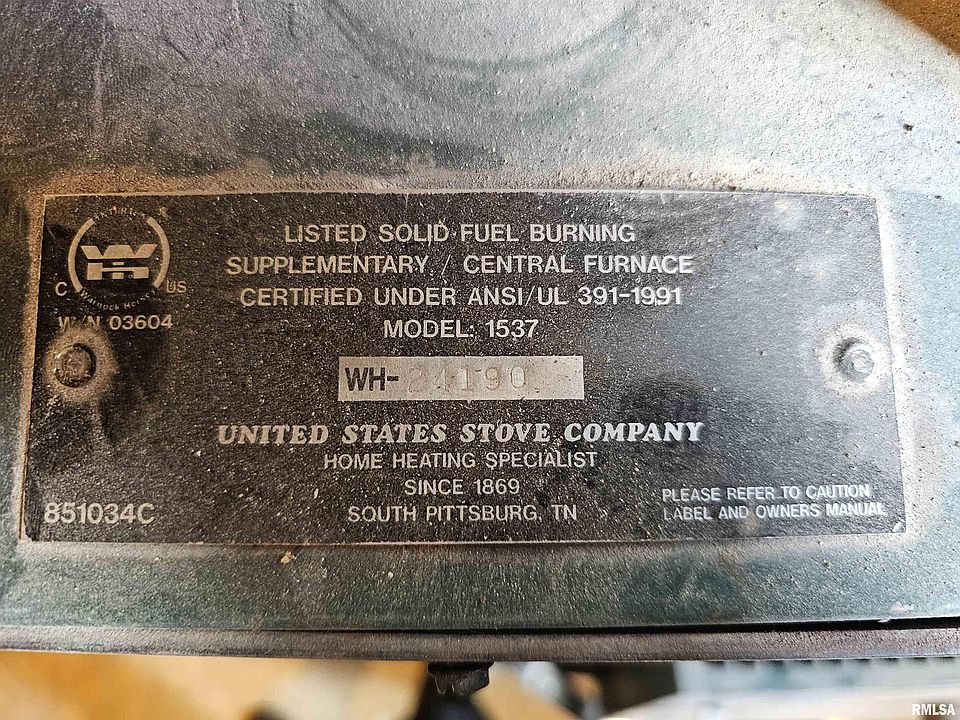 LISTED SOLID FUEL BURNING
SUPPLEMENTARY / CENTRAL FURNACE
CERTIFIED UNDER ANSI/UL 391-1991
MODEL: 1537
C US
W/N 03604
WH-24190
UNITED STATES STOVE COMPANY
HOME HEATING SPECIALIST
SINCE 1869
SOUTH PITTSBURG, TN
851034C
PLEASE REFER TO CAUTION
LABEL AND OWNERS MANUAL
RMLSA